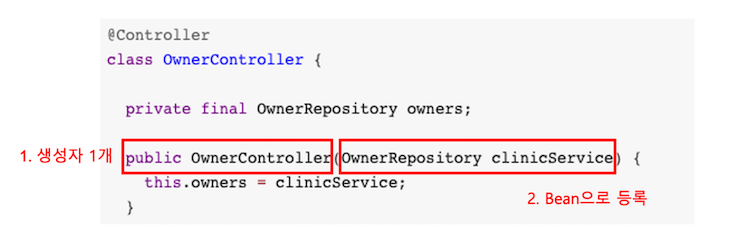 @Controller
class OwnerController {
private final OwnerRepository owners;
1. 생성자 1개 public OwnerController(OwnerRepository clinicService) {
this.owners = clinicService;
2. Bean으로 등록
}